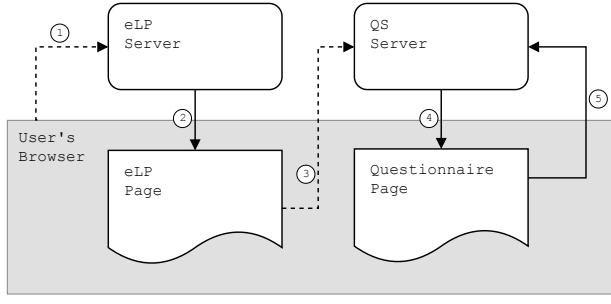 1
eLP
Server
QS
Server
2
4
5
User's
Browser
eLP
Page
3
Questionnaire
Page